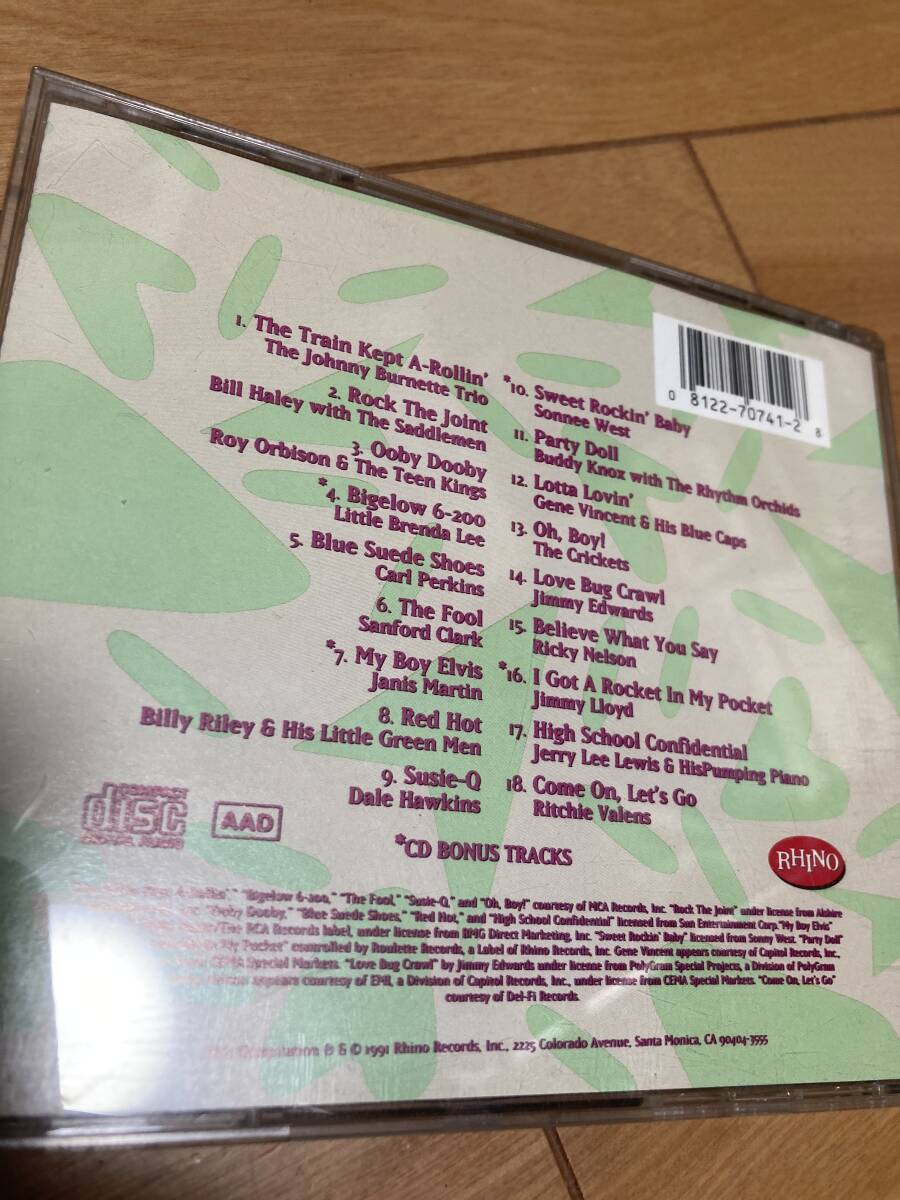 1. The Train Kept A-Rollin'
The Johnny Burnette Trio
2. Rock The Joint
Bill Haley with The Saddlemen
3. Ooby Dooby
Roy Orbison & The Teen Kings
*4. Bigelow 6-200
Little Brenda Lee
5. Blue Suede Shoes
Carl Perkins
6. The Fool
Sanford Clark
*7. My Boy Elvis
Janis Martin
8. Red Hot
Billy Riley & His Little Green Men
9. Susie-Q
Dale Hawkins
*10. Sweet Rockin' Baby
Sonnee West
11. Party Doll
Buddy Knox with The Rhythm Orchids
12. Lotta Lovin'
Gene Vincent & His Blue Caps
13. Oh, Boy!
The Crickets
14. Love Bug Crawl
Jimmy Edwards
15. Believe What You Say
Ricky Nelson
*16. I Got A Rocket In My Pocket
Jimmy Lloyd
17. High School Confidential
Jerry Lee Lewis & HisPumping Piano
18. Come On, Let's Go
Ritchie Valens
0 8122-70741-2 8
COMPACT
disc
DIGITAL AUDIO
AAD
*CD BONUS TRACKS
RHINO
"Bigelow 6-200," "The Fool," "Susie-Q," and "Oh, Boy!" courtesy of MCA Records, Inc. "Rock The Joint" under license from Alshire
"Ooby Dooby," "Blue Suede Shoes," "Red Hot," and "High School Confidential" licensed from Sun Entertainment Corp. "My Boy Elvis"
The RCA Records label, under license from BMG Direct Marketing, Inc. "Sweet Rockin' Baby" licensed from Sonny West. "Party Doll"
My Pocket" controlled by Roulette Records, a Label of Rhino Records, Inc. Gene Vincent appears courtesy of Capitol Records, Inc.,
CEMA Special Markets. "Love Bug Crawl" by Jimmy Edwards under license from PolyGram Special Projects, a Division of PolyGram
appears courtesy of EMI, a Division of Capitol Records, Inc., under license from CEMA Special Markets. "Come On, Let's Go"
courtesy of Del-Fi Records.
Compilation ℗ & © 1991 Rhino Records, Inc., 2225 Colorado Avenue, Santa Monica, CA 90404-3555